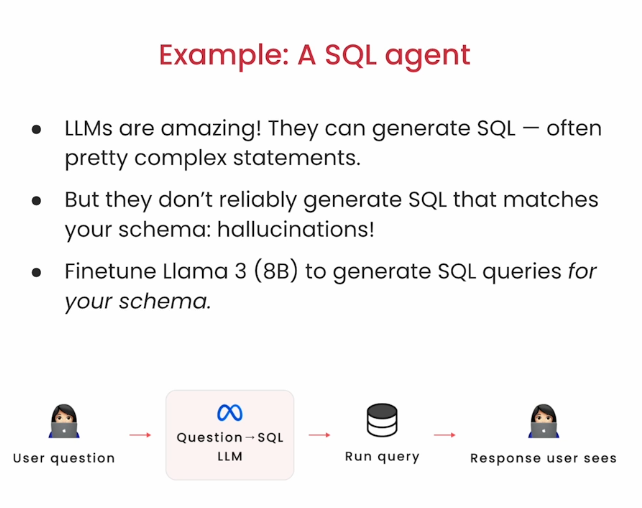 Example: A SQL agent
● LLMs are amazing! They can generate SQL — often
pretty complex statements.
● But they don't reliably generate SQL that matches
your schema: hallucinations!
● Finetune Llama 3 (8B) to generate SQL queries for
your schema.
User question
Question→SQL
LLM
Run query
Response user sees